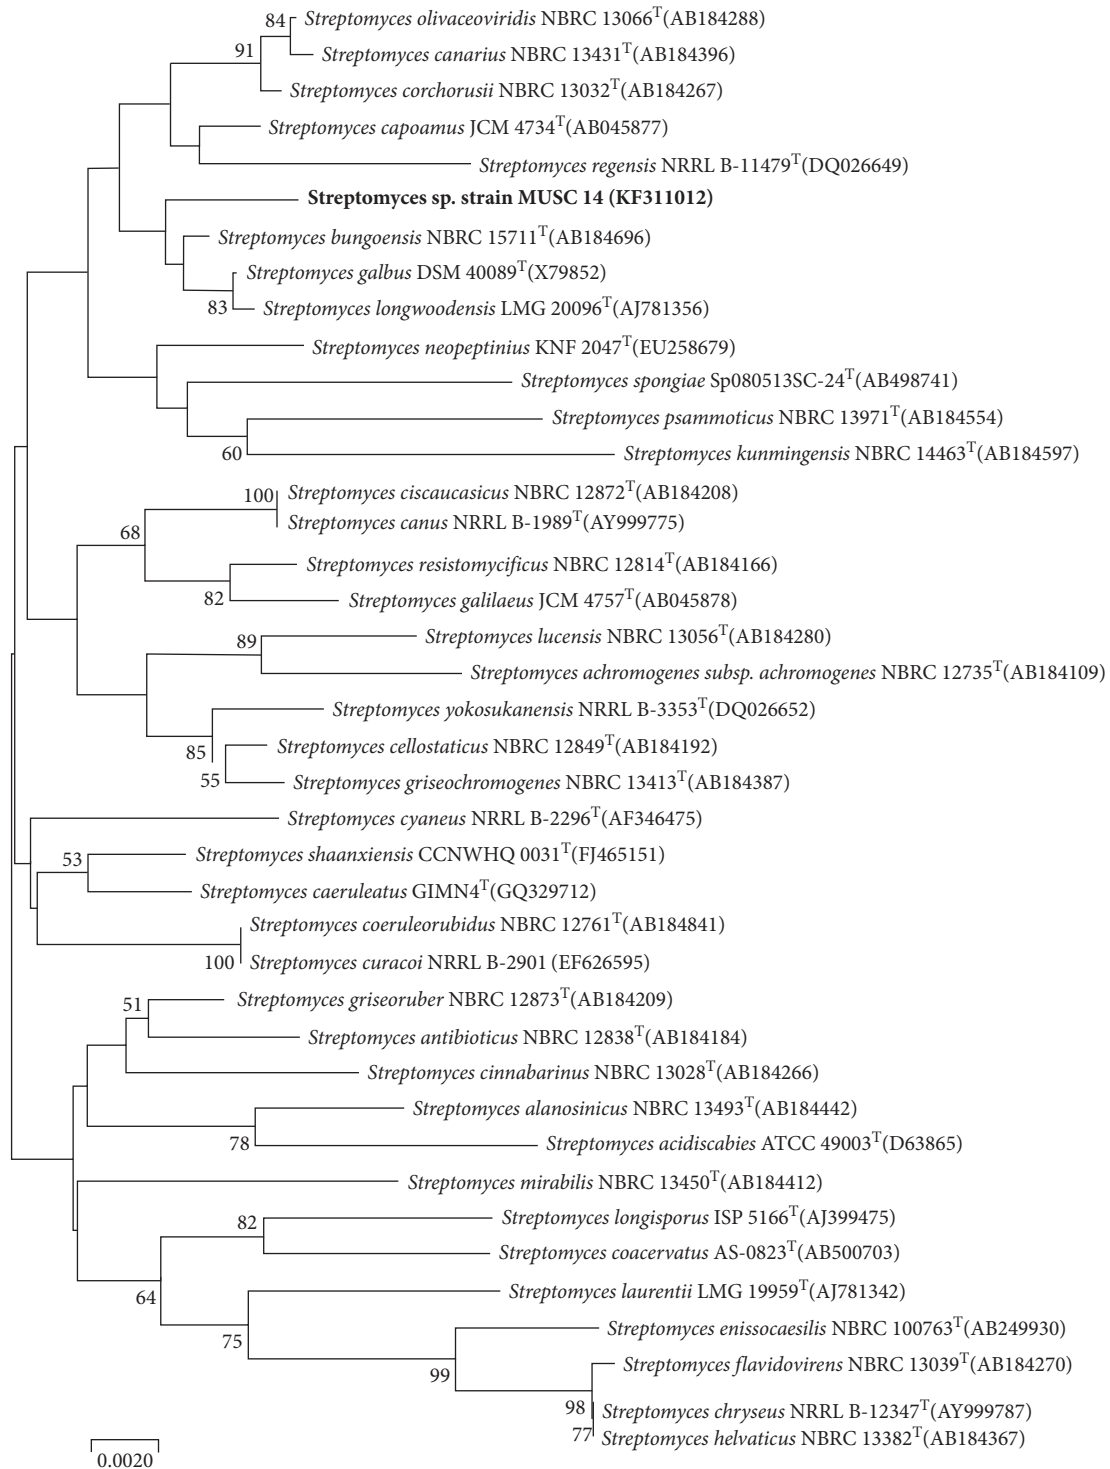 84 Streptomyces olivaceoviridis NBRC 13066T(AB184288)
91 Streptomyces canarius NBRC 13431T(AB184396)
Streptomyces corchorusii NBRC 13032T(AB184267)
Streptomyces capoamus JCM 4734T(AB045877)
Streptomyces regensis NRRL B-11479T(DQ026649)
Streptomyces sp. strain MUSC 14 (KF311012)
Streptomyces bungoensis NBRC 15711T(AB184696)
Streptomyces galbus DSM 40089T(X79852)
83 Streptomyces longwoodensis LMG 20096T(AJ781356)
Streptomyces neopeptinius KNF 2047T(EU258679)
Streptomyces spongiae Sp080513SC-24T(AB498741)
Streptomyces psammoticus NBRC 13971T(AB184554)
60 Streptomyces kunmingensis NBRC 14463T(AB184597)
100 Streptomyces ciscaucasicus NBRC 12872T(AB184208)
Streptomyces canus NRRL B-1989T(AY999775)
68
Streptomyces resistomycificus NBRC 12814T(AB184166)
82 Streptomyces galilaeus JCM 4757T(AB045878)
89 Streptomyces lucensis NBRC 13056T(AB184280)
Streptomyces achromogenes subsp. achromogenes NBRC 12735T(AB184109)
Streptomyces yokosukanensis NRRL B-3353T(DQ026652)
85 Streptomyces cellostaticus NBRC 12849T(AB184192)
55 Streptomyces griseochromogenes NBRC 13413T(AB184387)
Streptomyces cyaneus NRRL B-2296T(AF346475)
53 Streptomyces shaanxiensis CCNWHQ 0031T(FJ465151)
Streptomyces caeruleatus GIMN4T(GQ329712)
Streptomyces coeruleorubidus NBRC 12761T(AB184841)
100 Streptomyces curacoi NRRL B-2901 (EF626595)
51 Streptomyces griseoruber NBRC 12873T(AB184209)
Streptomyces antibioticus NBRC 12838T(AB184184)
Streptomyces cinnabarinus NBRC 13028T(AB184266)
Streptomyces alanosinicus NBRC 13493T(AB184442)
78 Streptomyces acidiscabies ATCC 49003T(D63865)
Streptomyces mirabilis NBRC 13450T(AB184412)
82 Streptomyces longisporus ISP 5166T(AJ399475)
Streptomyces coacervatus AS-0823T(AB500703)
64 Streptomyces laurentii LMG 19959T(AJ781342)
75 Streptomyces enissocaesilis NBRC 100763T(AB249930)
99 Streptomyces flavidovirens NBRC 13039T(AB184270)
98 Streptomyces chryseus NRRL B-12347T(AY999787)
77 Streptomyces helvaticus NBRC 13382T(AB184367)
0.0020